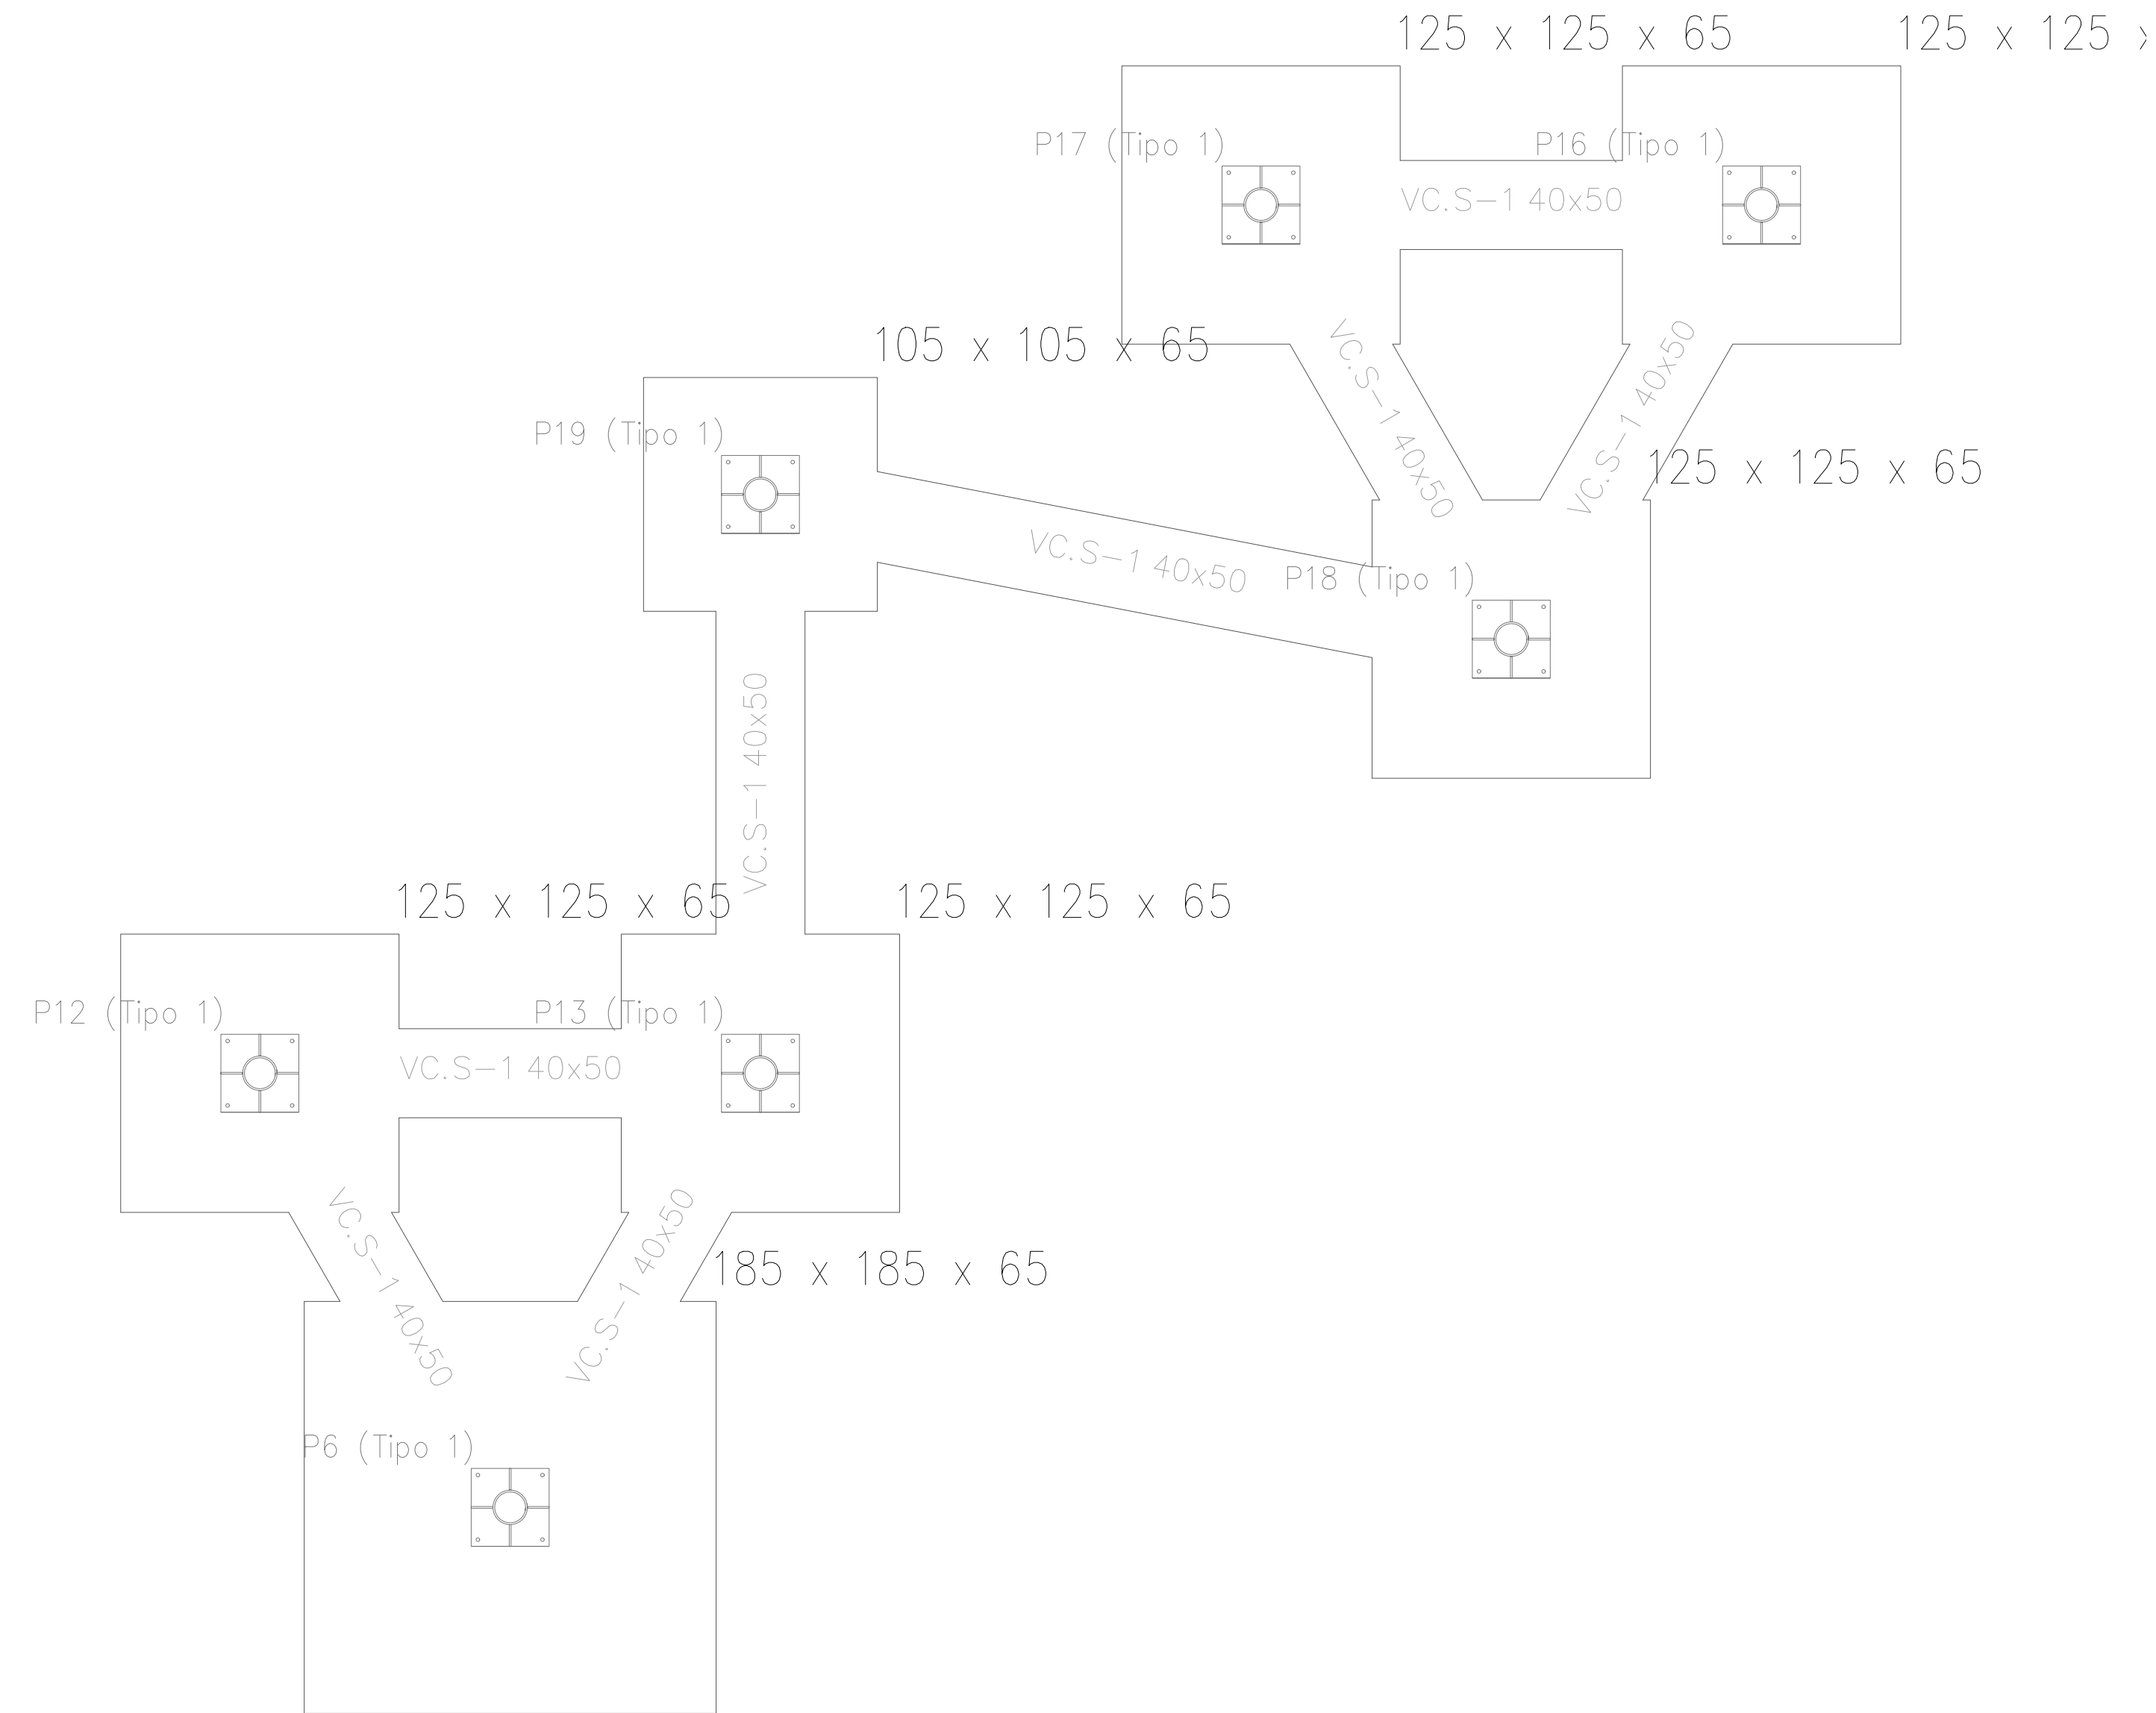 125 x 125 x 65
125 x 125 x
P17 (Tipo 1)
P16 (Tipo 1)
VC.S-1 40x50
105 x 105 x 65
VC.S-1 40x50
VC.S-1 40x50
P19 (Tipo 1)
125 x 125 x 65
VC.S-1 40x50
P18 (Tipo 1)
VC.S-1 40x50
125 x 125 x 65
125 x 125 x 65
P12 (Tipo 1)
P13 (Tipo 1)
VC.S-1 40x50
VC.S-1 40x50
VC.S-1 40x50
185 x 185 x 65
P6 (Tipo 1)